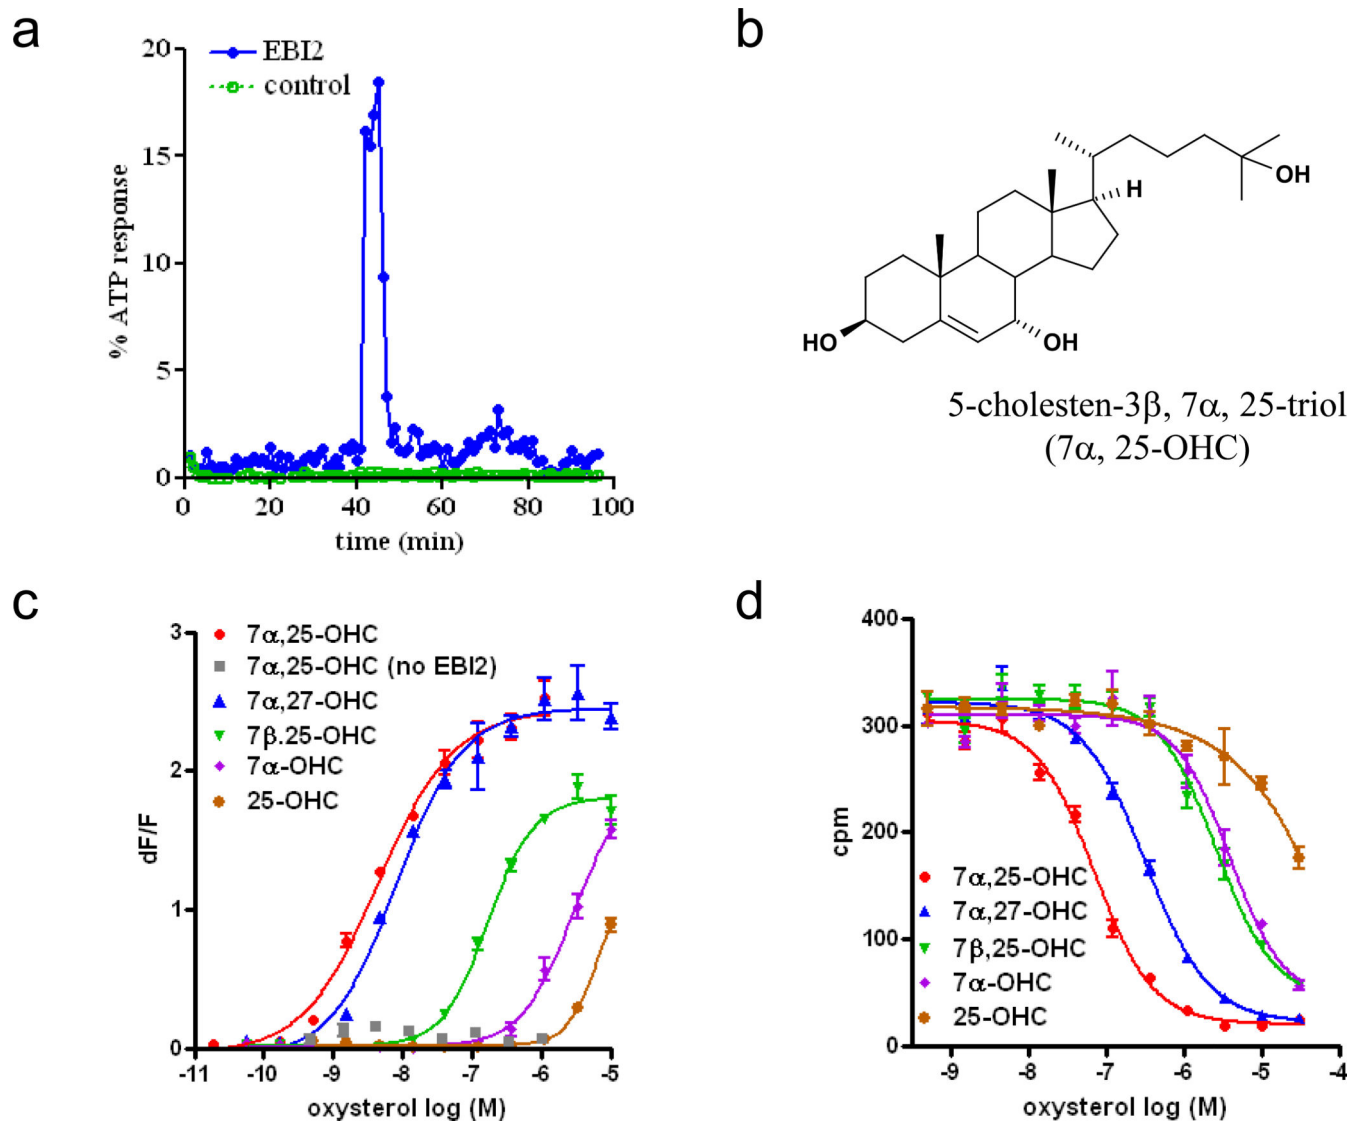 a
20
15
10
5
0
% ATP response
EBI2
control
0 20 40 60 80 100
time (min)
b
H
OH
HO
OH
5-cholesten-3β, 7α, 25-triol
(7α, 25-OHC)
c
3
2
1
0
dF/F
7α,25-OHC
7α,25-OHC (no EBI2)
7α,27-OHC
7β.25-OHC
7α-OHC
25-OHC
-11 -10 -9 -8 -7 -6 -5
oxysterol log (M)
d
400
300
200
100
0
cpm
7α,25-OHC
7α,27-OHC
7β,25-OHC
7α-OHC
25-OHC
-9 -8 -7 -6 -5 -4
oxysterol log (M)